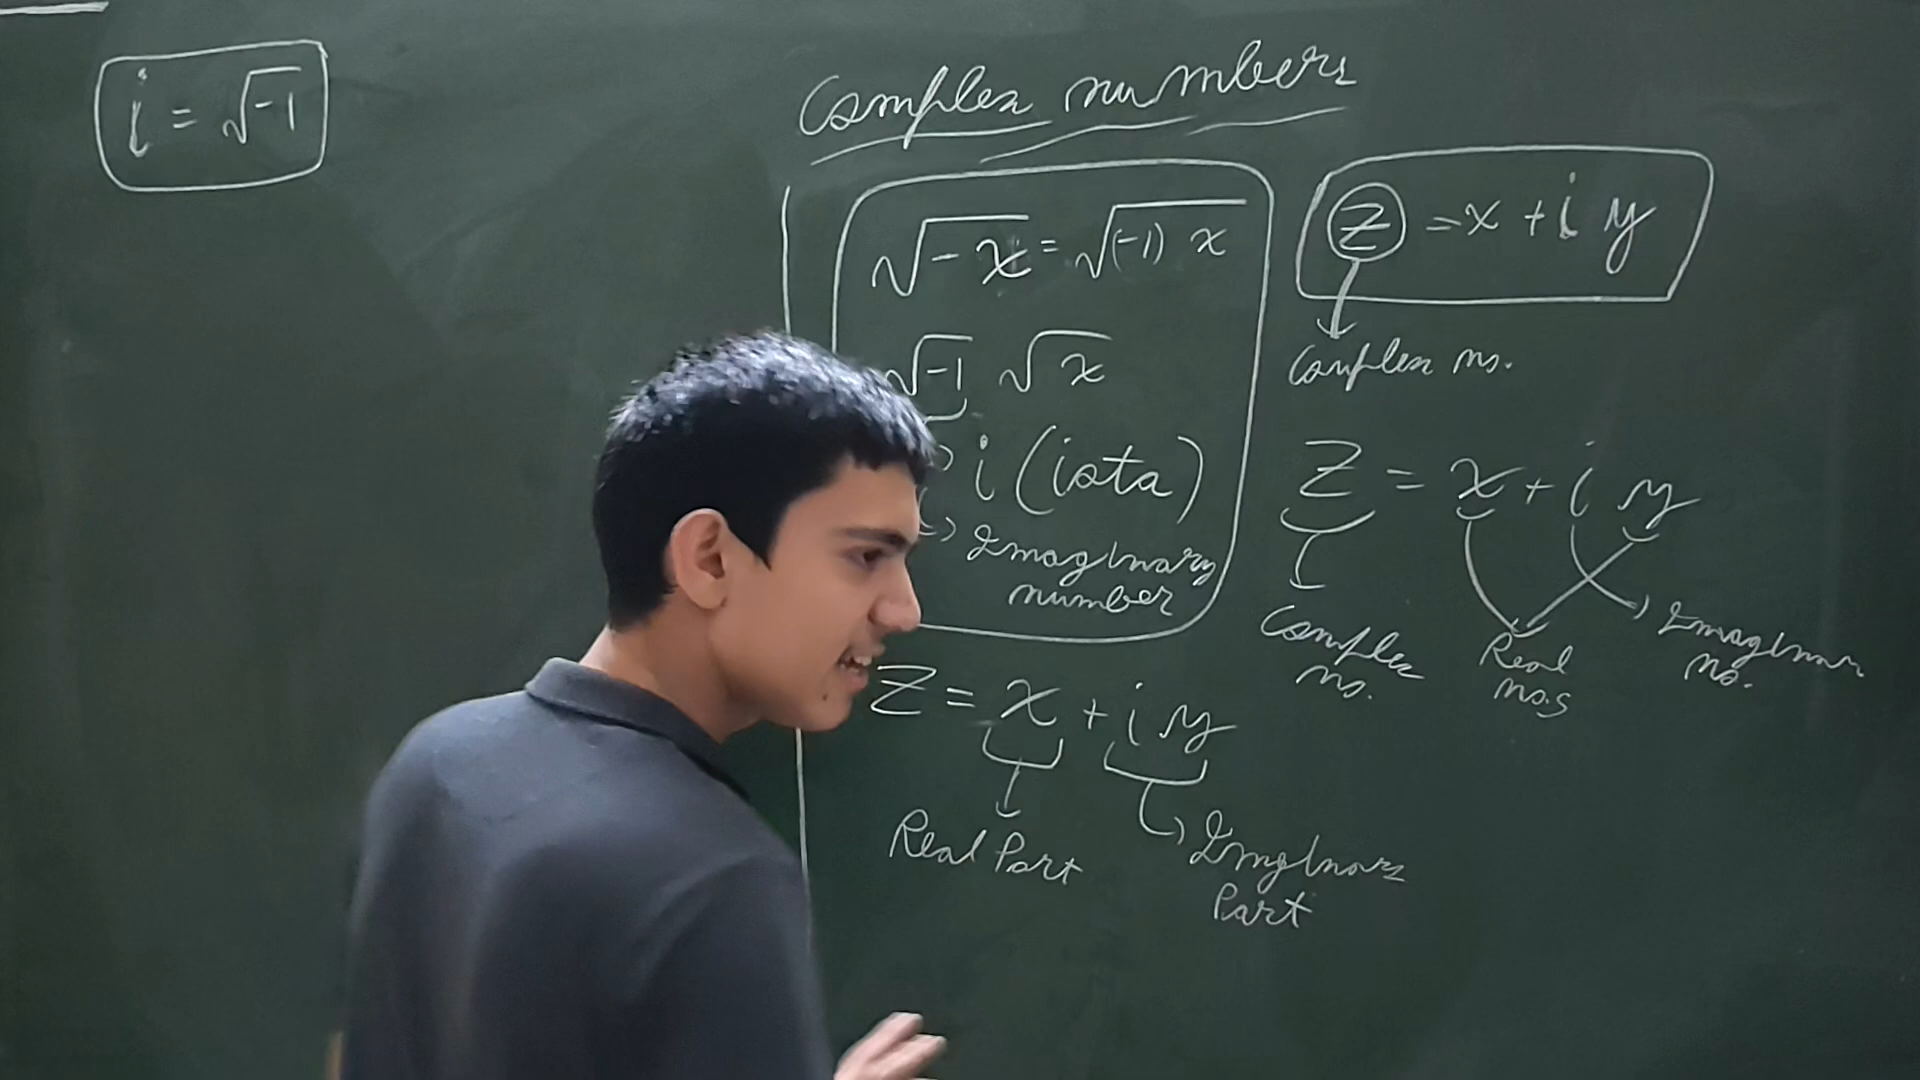 i = √-1
Complex numbers
√-x = √(-1) x
√-1 √x
i (iota)
Imaginary
number
z = x + i y
Complex no.
Z = x + i y
Complex
no.
Real
no.s
Imaginary
no.
Z = x + i y
Real Part
Imaginary
Part